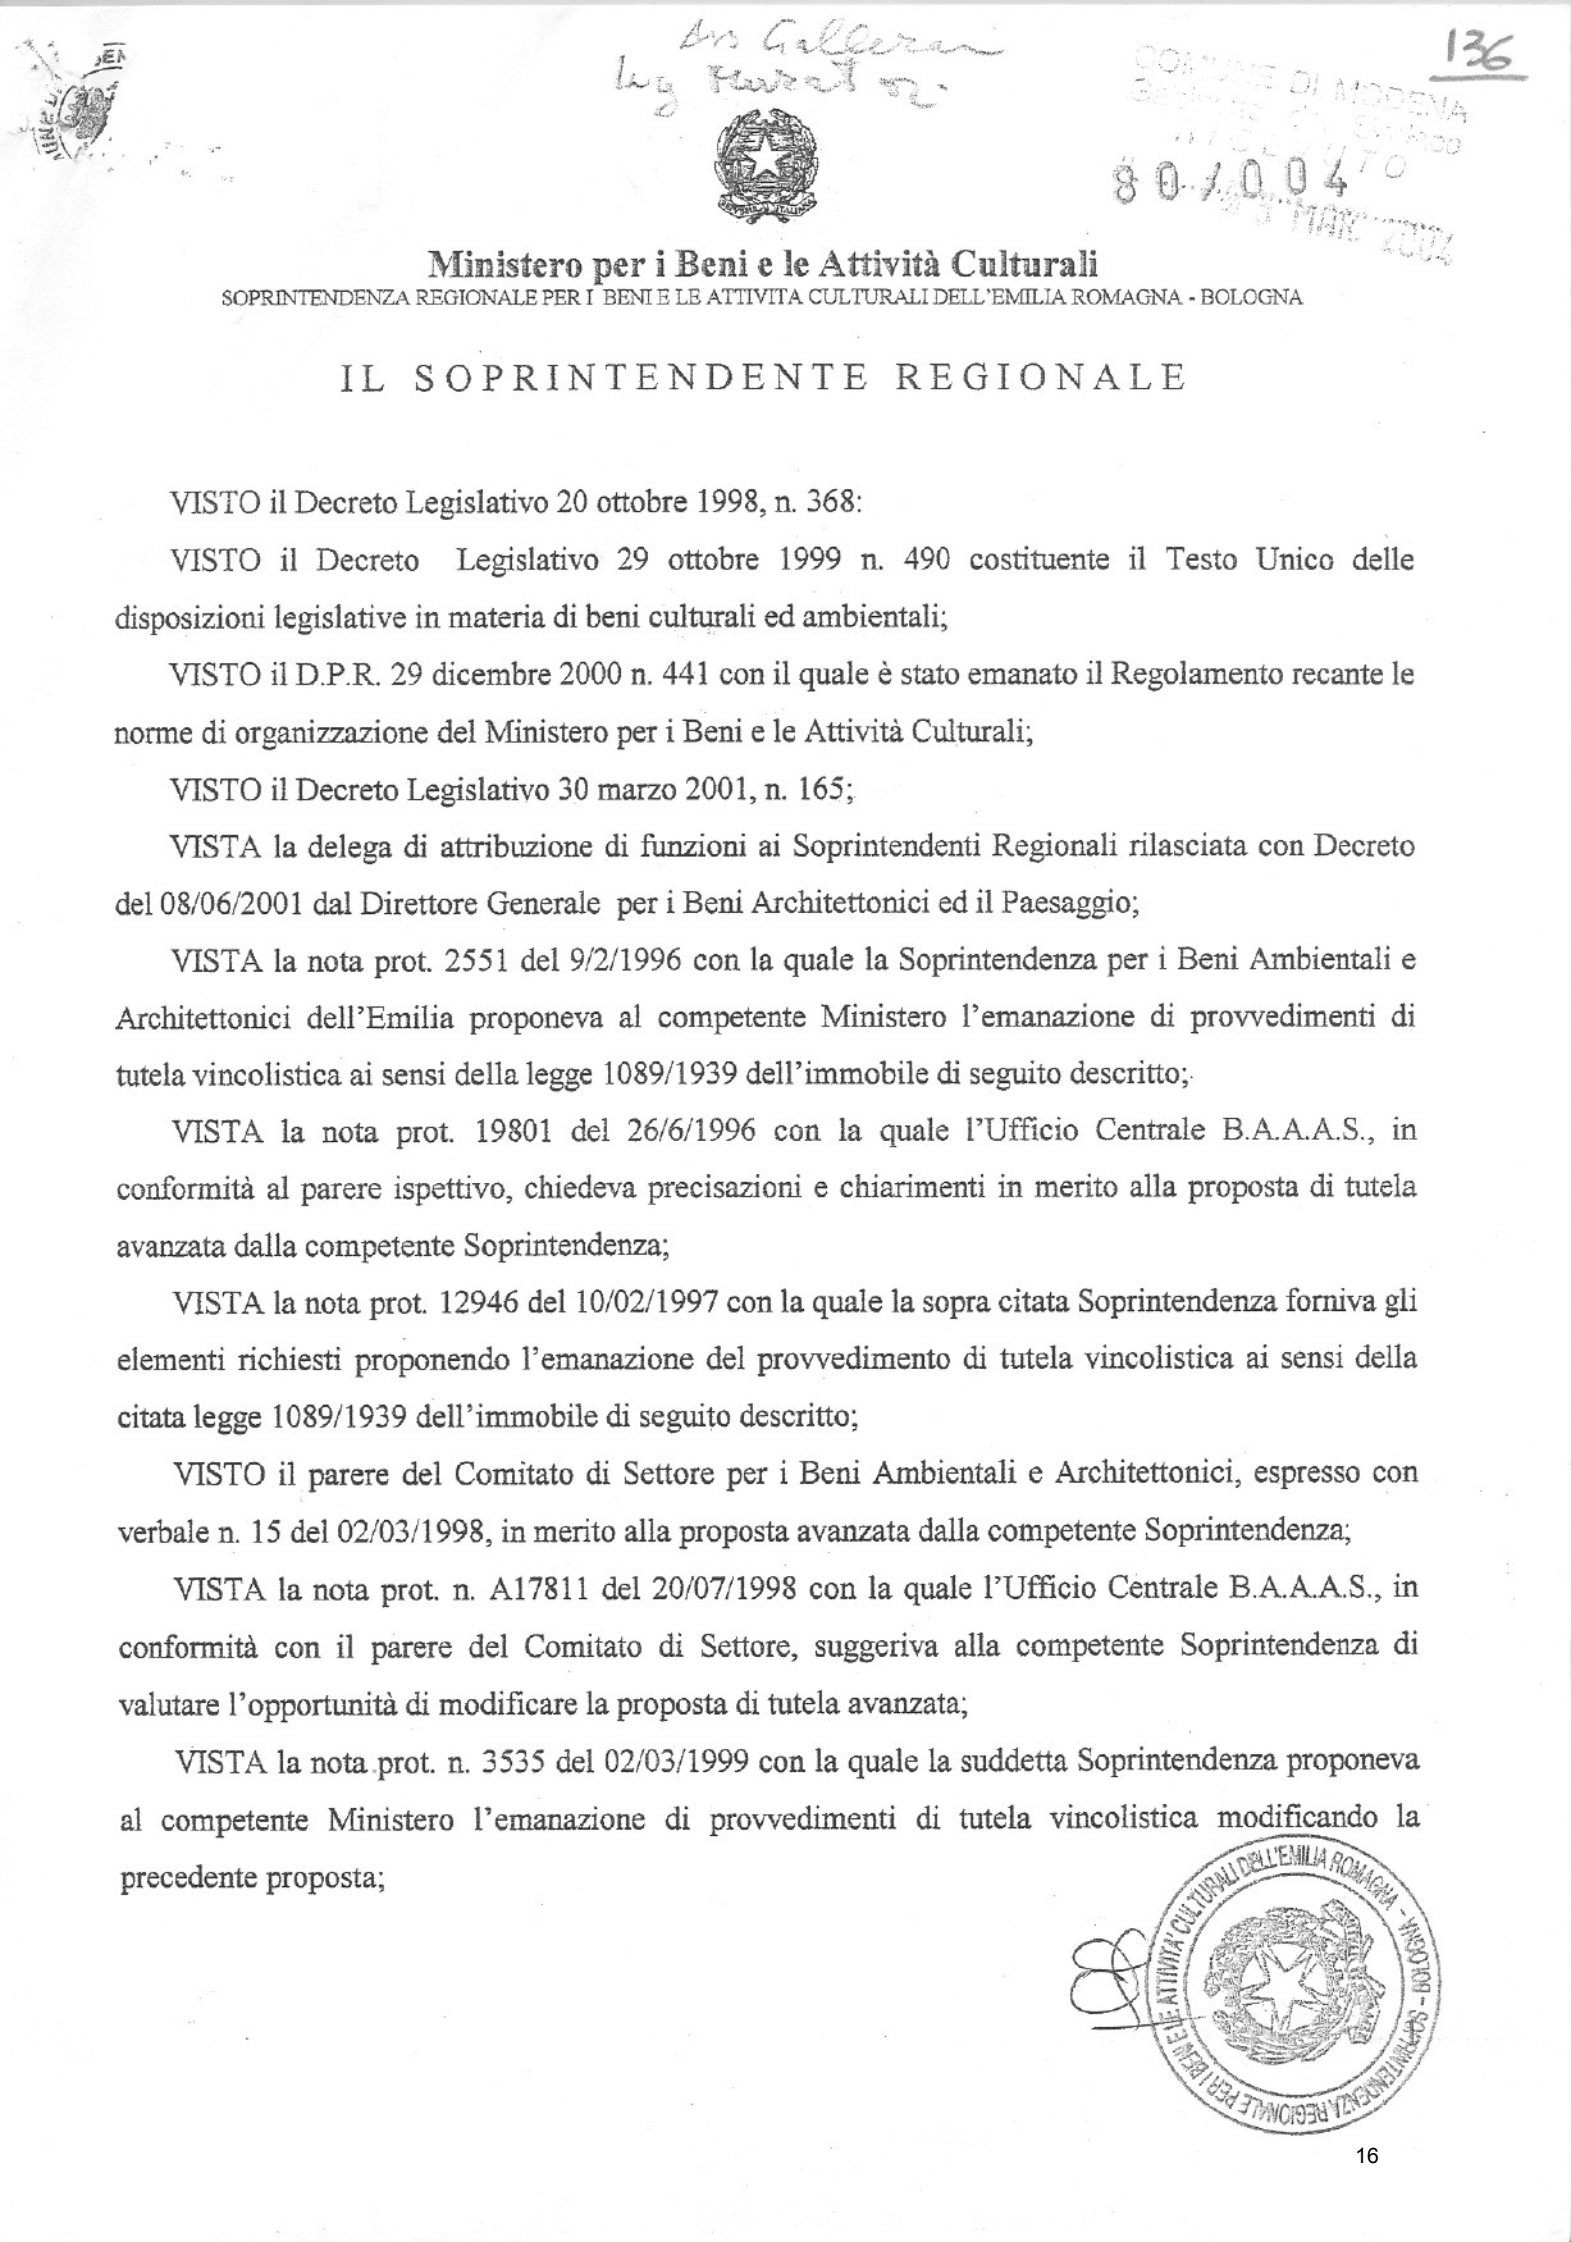 136
COMUNE DI MODENA
80/004
MAR. 2004
Ministero per i Beni e le Attività Culturali
SOPRINTENDENZA REGIONALE PER I BENI E LE ATTIVITA CULTURALI DELL'EMILIA ROMAGNA - BOLOGNA
IL SOPRINTENDENTE REGIONALE
VISTO il Decreto Legislativo 20 ottobre 1998, n. 368:
VISTO il Decreto Legislativo 29 ottobre 1999 n. 490 costituente il Testo Unico delle
disposizioni legislative in materia di beni culturali ed ambientali;
VISTO il D.P.R. 29 dicembre 2000 n. 441 con il quale è stato emanato il Regolamento recante le
norme di organizzazione del Ministero per i Beni e le Attività Culturali;
VISTO il Decreto Legislativo 30 marzo 2001, n. 165;
VISTA la delega di attribuzione di funzioni ai Soprintendenti Regionali rilasciata con Decreto
del 08/06/2001 dal Direttore Generale per i Beni Architettonici ed il Paesaggio;
VISTA la nota prot. 2551 del 9/2/1996 con la quale la Soprintendenza per i Beni Ambientali e
Architettonici dell'Emilia proponeva al competente Ministero l'emanazione di provvedimenti di
tutela vincolistica ai sensi della legge 1089/1939 dell'immobile di seguito descritto;
VISTA la nota prot. 19801 del 26/6/1996 con la quale l'Ufficio Centrale B.A.A.A.S., in
conformità al parere ispettivo, chiedeva precisazioni e chiarimenti in merito alla proposta di tutela
avanzata dalla competente Soprintendenza;
VISTA la nota prot. 12946 del 10/02/1997 con la quale la sopra citata Soprintendenza forniva gli
elementi richiesti proponendo l'emanazione del provvedimento di tutela vincolistica ai sensi della
citata legge 1089/1939 dell'immobile di seguito descritto;
VISTO il parere del Comitato di Settore per i Beni Ambientali e Architettonici, espresso con
verbale n. 15 del 02/03/1998, in merito alla proposta avanzata dalla competente Soprintendenza;
VISTA la nota prot. n. A17811 del 20/07/1998 con la quale l'Ufficio Centrale B.A.A.A.S., in
conformità con il parere del Comitato di Settore, suggeriva alla competente Soprintendenza di
valutare l'opportunità di modificare la proposta di tutela avanzata;
VISTA la nota prot. n. 3535 del 02/03/1999 con la quale la suddetta Soprintendenza proponeva
al competente Ministero l'emanazione di provvedimenti di tutela vincolistica modificando la
precedente proposta;
SOPRINTENDENZA REGIONALE PER I BENI E LE ATTIVITA' CULTURALI DELL'EMILIA ROMAGNA - BOLOGNA -
16